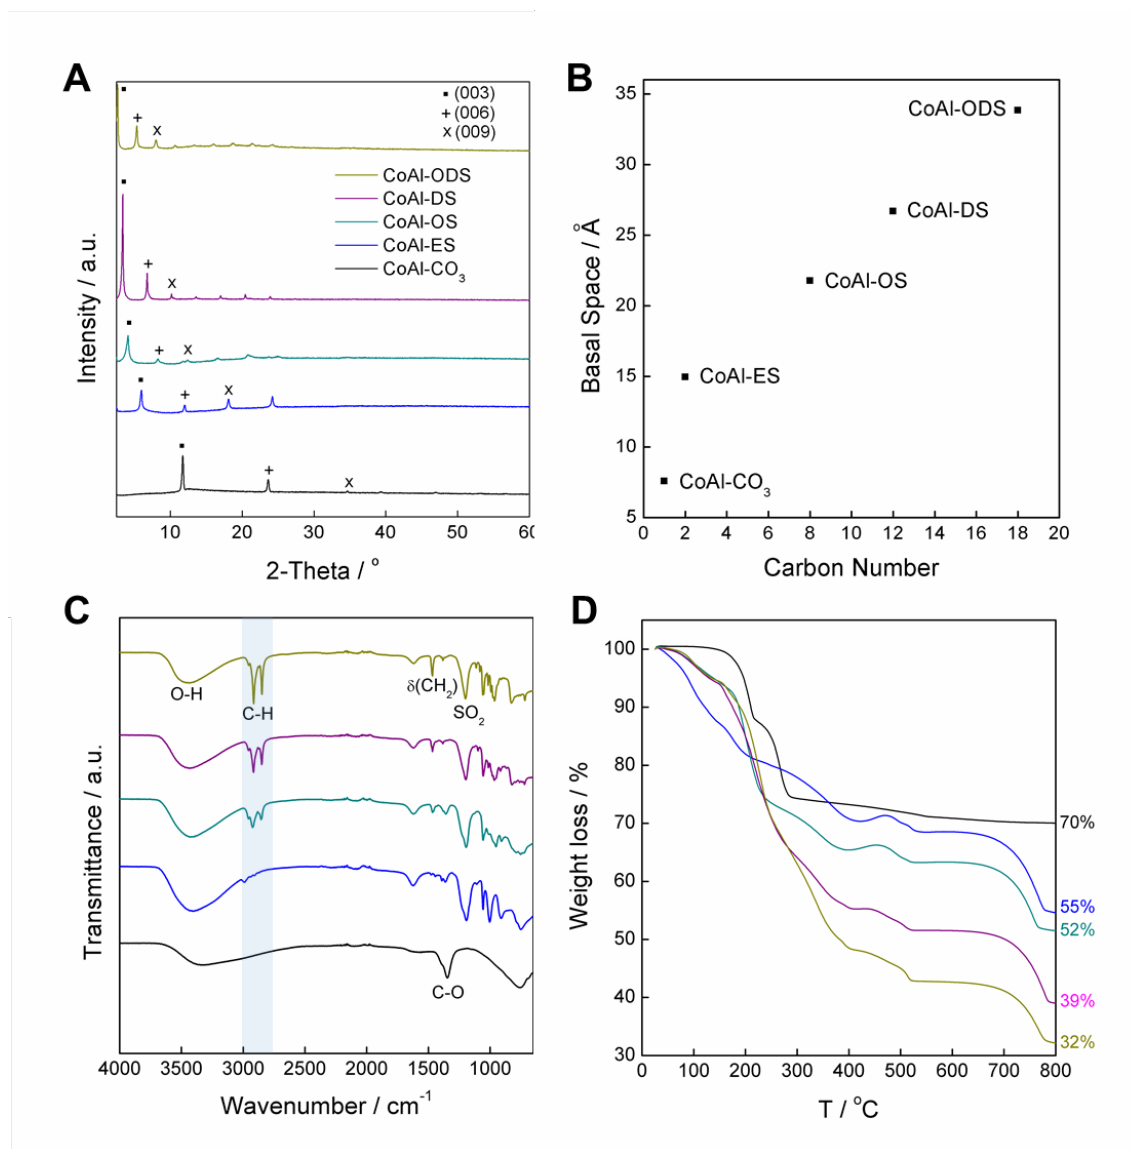 A
▪ (003)
+ (006)
x (009)
▪
+
x
▪
CoAl-ODS
CoAl-DS
CoAl-OS
CoAl-ES
CoAl-CO₃
+
x
▪
+
x
▪
+
x
▪
+
x
Intensity / a.u.
10 20 30 40 50 60
2-Theta / °
B
35
30
25
20
15
10
5
CoAl-ODS
CoAl-DS
CoAl-OS
CoAl-ES
CoAl-CO₃
Basal Space / Å
0 2 4 6 8 10 12 14 16 18 20
Carbon Number
C
O-H
C-H
δ(CH₂)
SO₂
C-O
Transmittance / a.u.
4000 3500 3000 2500 2000 1500 1000
Wavenumber / cm⁻¹
D
100
90
80
70
60
50
40
30
70%
55%
52%
39%
32%
Weight loss / %
0 100 200 300 400 500 600 700 800
T / °C